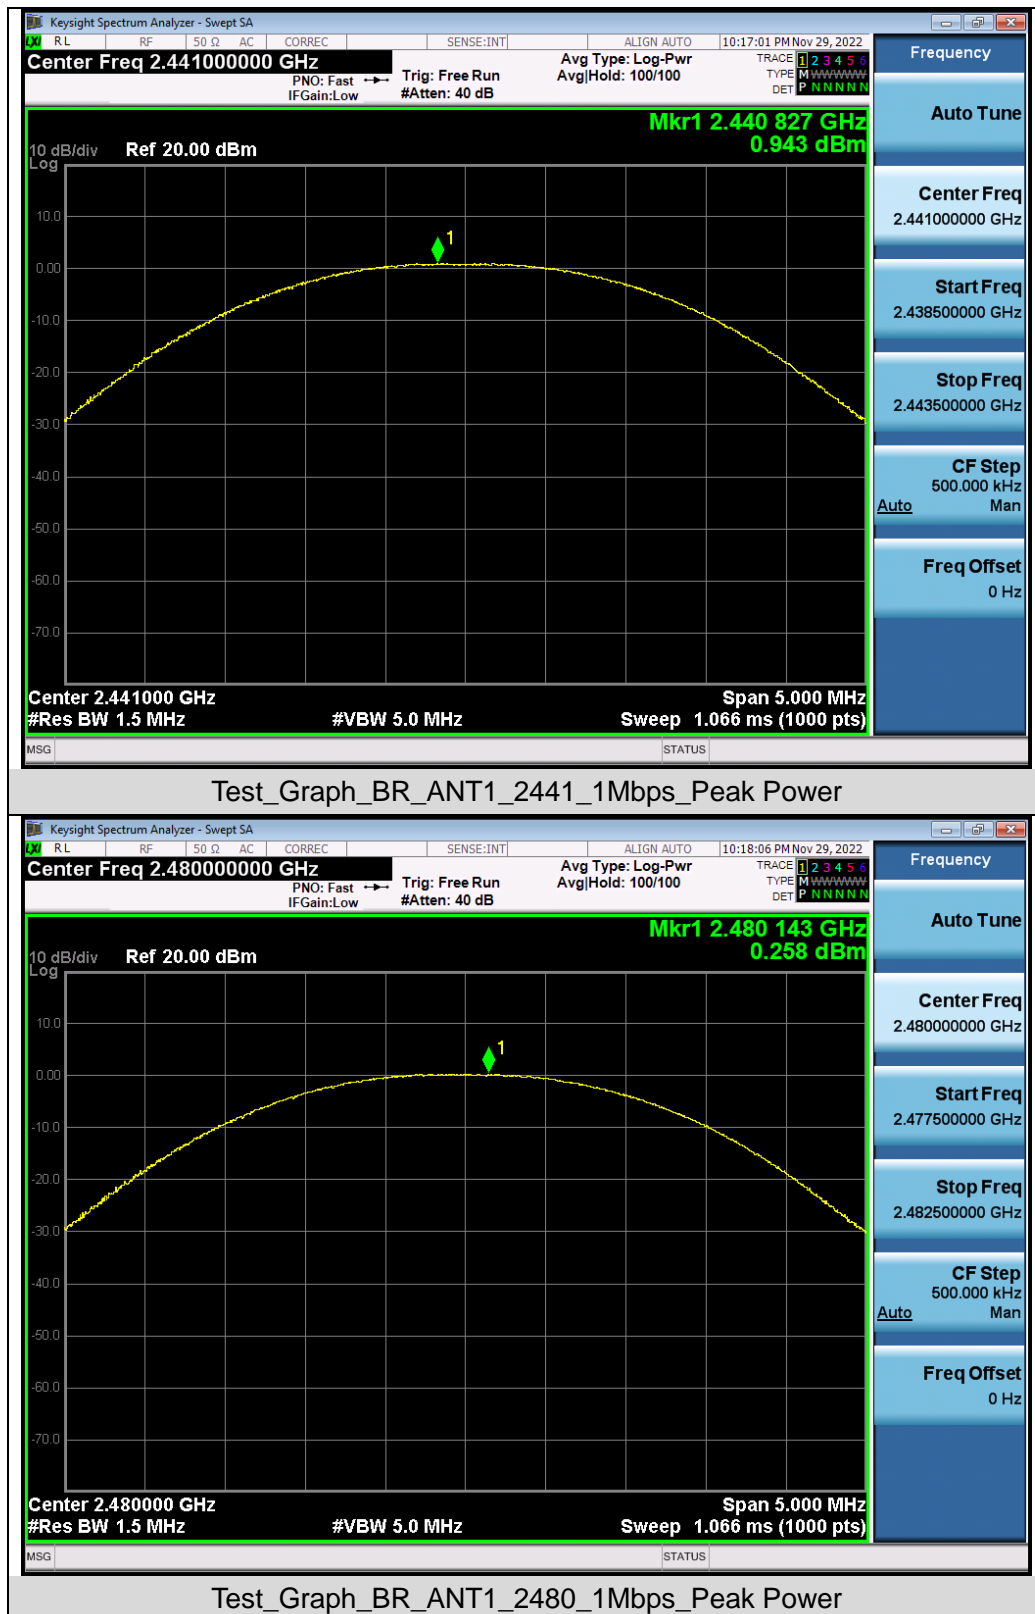 Keysight Spectrum Analyzer - Swept SA
LXI RL RF 50 Ω AC CORREC SENSE:INT ALIGN AUTO 10:17:01 PM Nov 29, 2022
Center Freq 2.441000000 GHz
PNO: Fast
IFGain:Low
Trig: Free Run
#Atten: 40 dB
Avg Type: Log-Pwr
Avg|Hold: 100/100
TRACE 1 2 3 4 5 6
TYPE M WWWWW
DET P NNNNN
Mkr1 2.440 827 GHz
0.943 dBm
10 dB/div Ref 20.00 dBm
Log
10.0
0.00
-10.0
-20.0
-30.0
-40.0
-50.0
-60.0
-70.0
1
Center 2.441000 GHz Span 5.000 MHz
#Res BW 1.5 MHz #VBW 5.0 MHz Sweep 1.066 ms (1000 pts)
MSG STATUS
Frequency
Auto Tune
Center Freq
2.441000000 GHz
Start Freq
2.438500000 GHz
Stop Freq
2.443500000 GHz
CF Step
500.000 kHz
Auto Man
Freq Offset
0 Hz
Test_Graph_BR_ANT1_2441_1Mbps_Peak Power
Keysight Spectrum Analyzer - Swept SA
LXI RL RF 50 Ω AC CORREC SENSE:INT ALIGN AUTO 10:18:06 PM Nov 29, 2022
Center Freq 2.480000000 GHz
PNO: Fast
IFGain:Low
Trig: Free Run
#Atten: 40 dB
Avg Type: Log-Pwr
Avg|Hold: 100/100
TRACE 1 2 3 4 5 6
TYPE M WWWWW
DET P NNNNN
Mkr1 2.480 143 GHz
0.258 dBm
10 dB/div Ref 20.00 dBm
Log
10.0
0.00
-10.0
-20.0
-30.0
-40.0
-50.0
-60.0
-70.0
1
Center 2.480000 GHz Span 5.000 MHz
#Res BW 1.5 MHz #VBW 5.0 MHz Sweep 1.066 ms (1000 pts)
MSG STATUS
Frequency
Auto Tune
Center Freq
2.480000000 GHz
Start Freq
2.477500000 GHz
Stop Freq
2.482500000 GHz
CF Step
500.000 kHz
Auto Man
Freq Offset
0 Hz
Test_Graph_BR_ANT1_2480_1Mbps_Peak Power